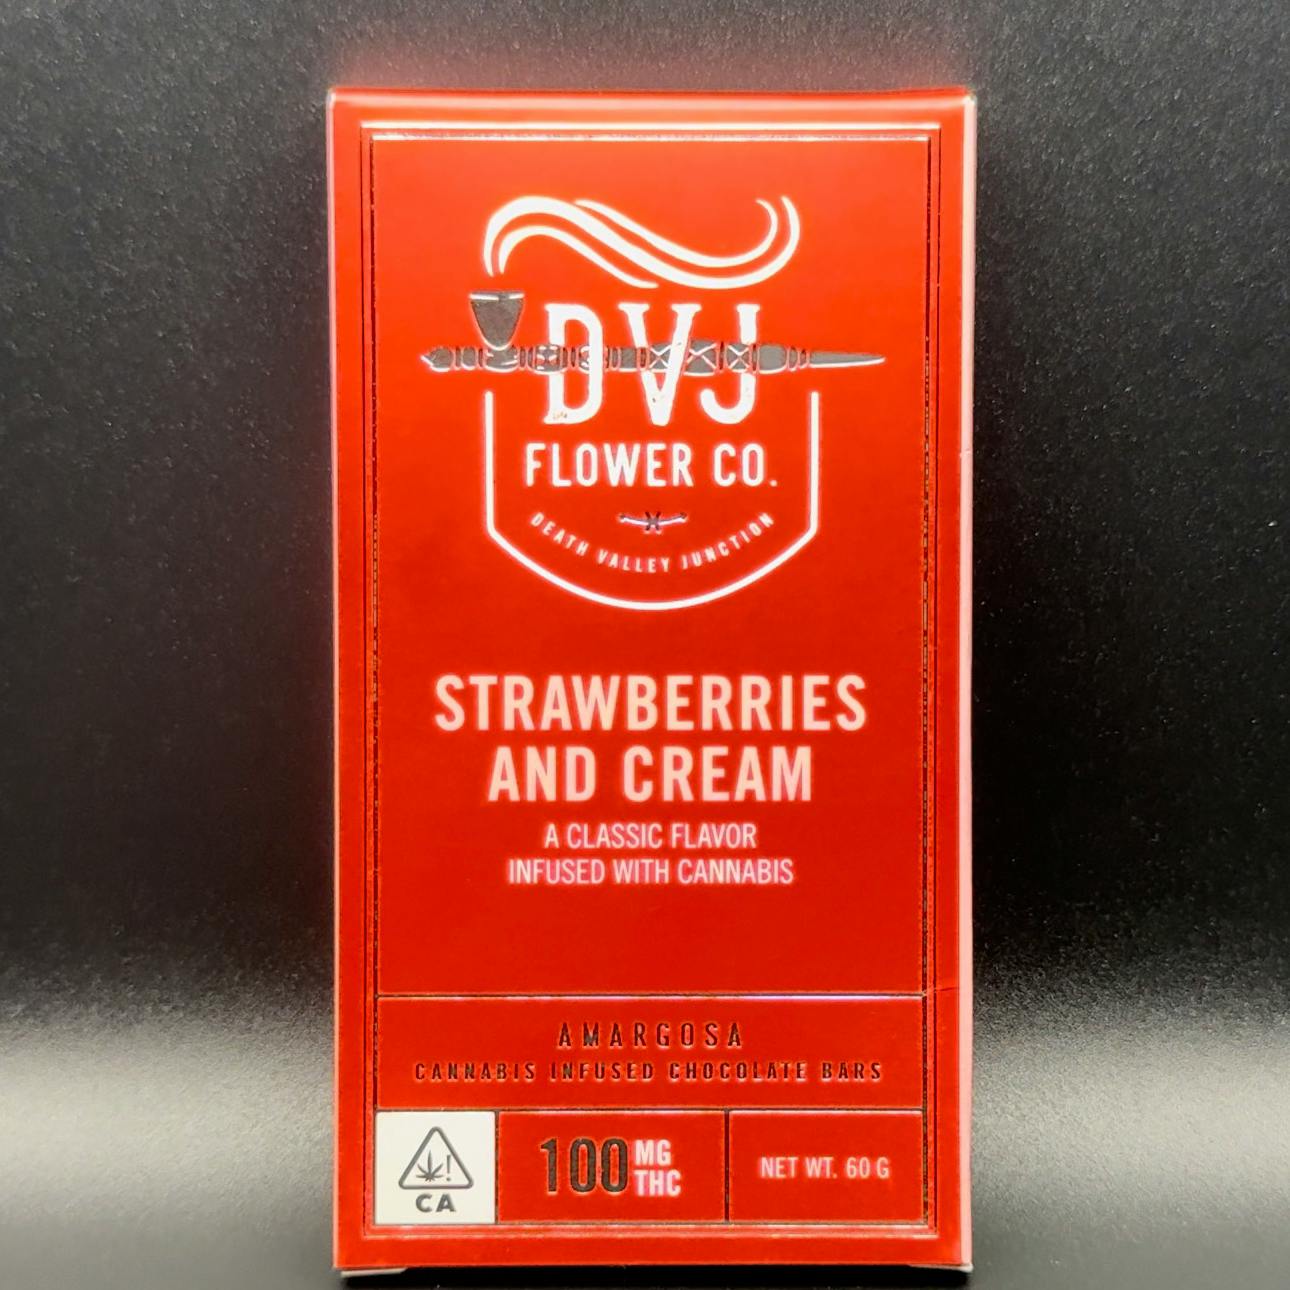 DVJ
FLOWER CO.
DEATH VALLEY JUNCTION
STRAWBERRIES
AND CREAM
A CLASSIC FLAVOR
INFUSED WITH CANNABIS
AMARGOSA
CANNABIS INFUSED CHOCOLATE BARS
!
CA
100 MG
THC
NET WT. 60 G